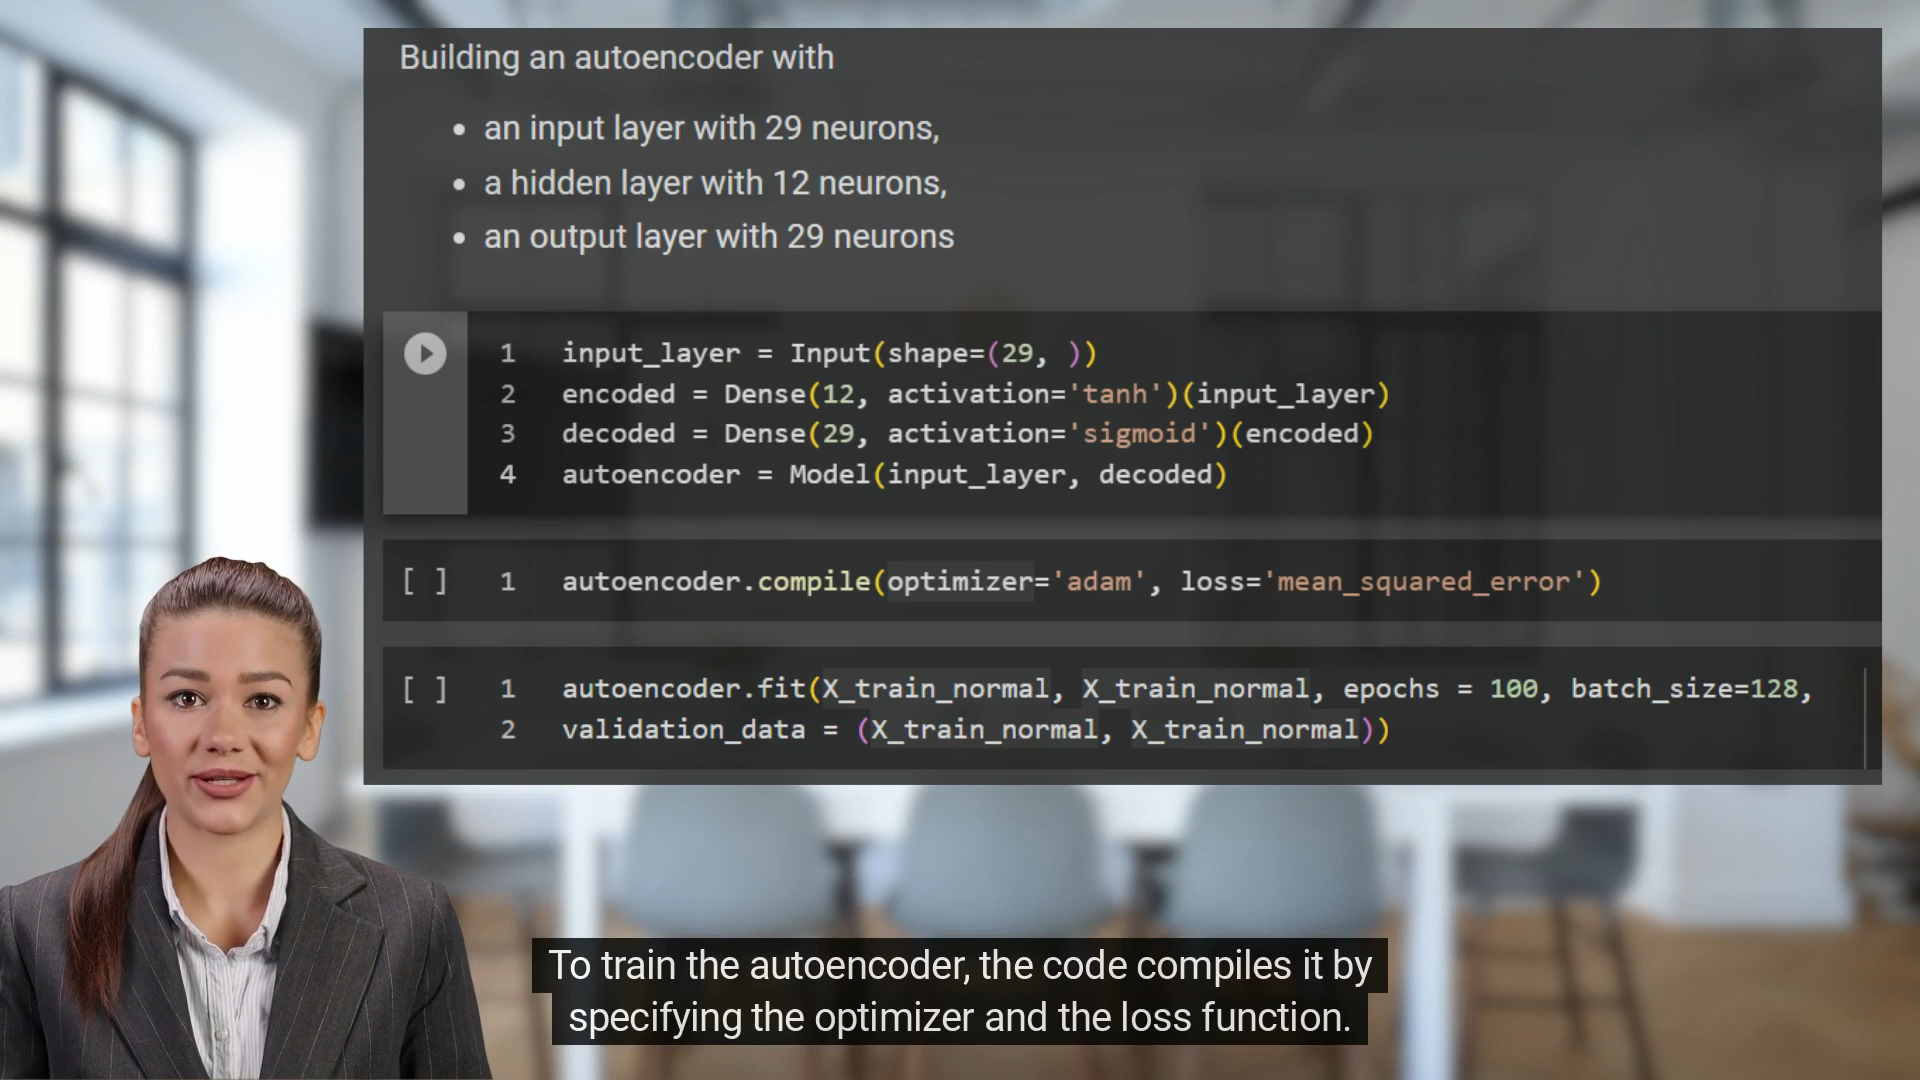 Building an autoencoder with
• an input layer with 29 neurons,
• a hidden layer with 12 neurons,
• an output layer with 29 neurons
1 input_layer = Input(shape=(29, ))
2 encoded = Dense(12, activation='tanh')(input_layer)
3 decoded = Dense(29, activation='sigmoid')(encoded)
4 autoencoder = Model(input_layer, decoded)
[ ] 1 autoencoder.compile(optimizer='adam', loss='mean_squared_error')
[ ] 1 autoencoder.fit(X_train_normal, X_train_normal, epochs = 100, batch_size=128,
2 validation_data = (X_train_normal, X_train_normal))
To train the autoencoder, the code compiles it by
specifying the optimizer and the loss function.